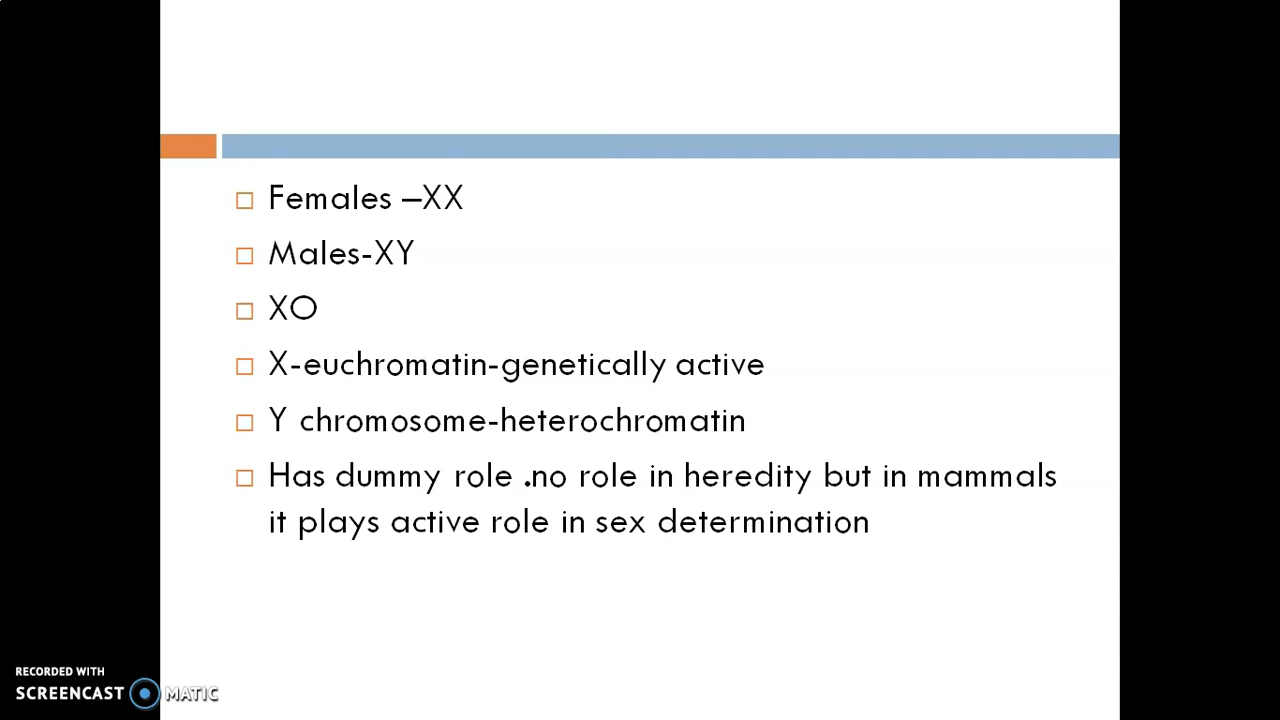 Females –XX
Males-XY
XO
X-euchromatin-genetically active
Y chromosome-heterochromatin
Has dummy role .no role in heredity but in mammals
it plays active role in sex determination
RECORDED WITH
SCREENCAST MATIC